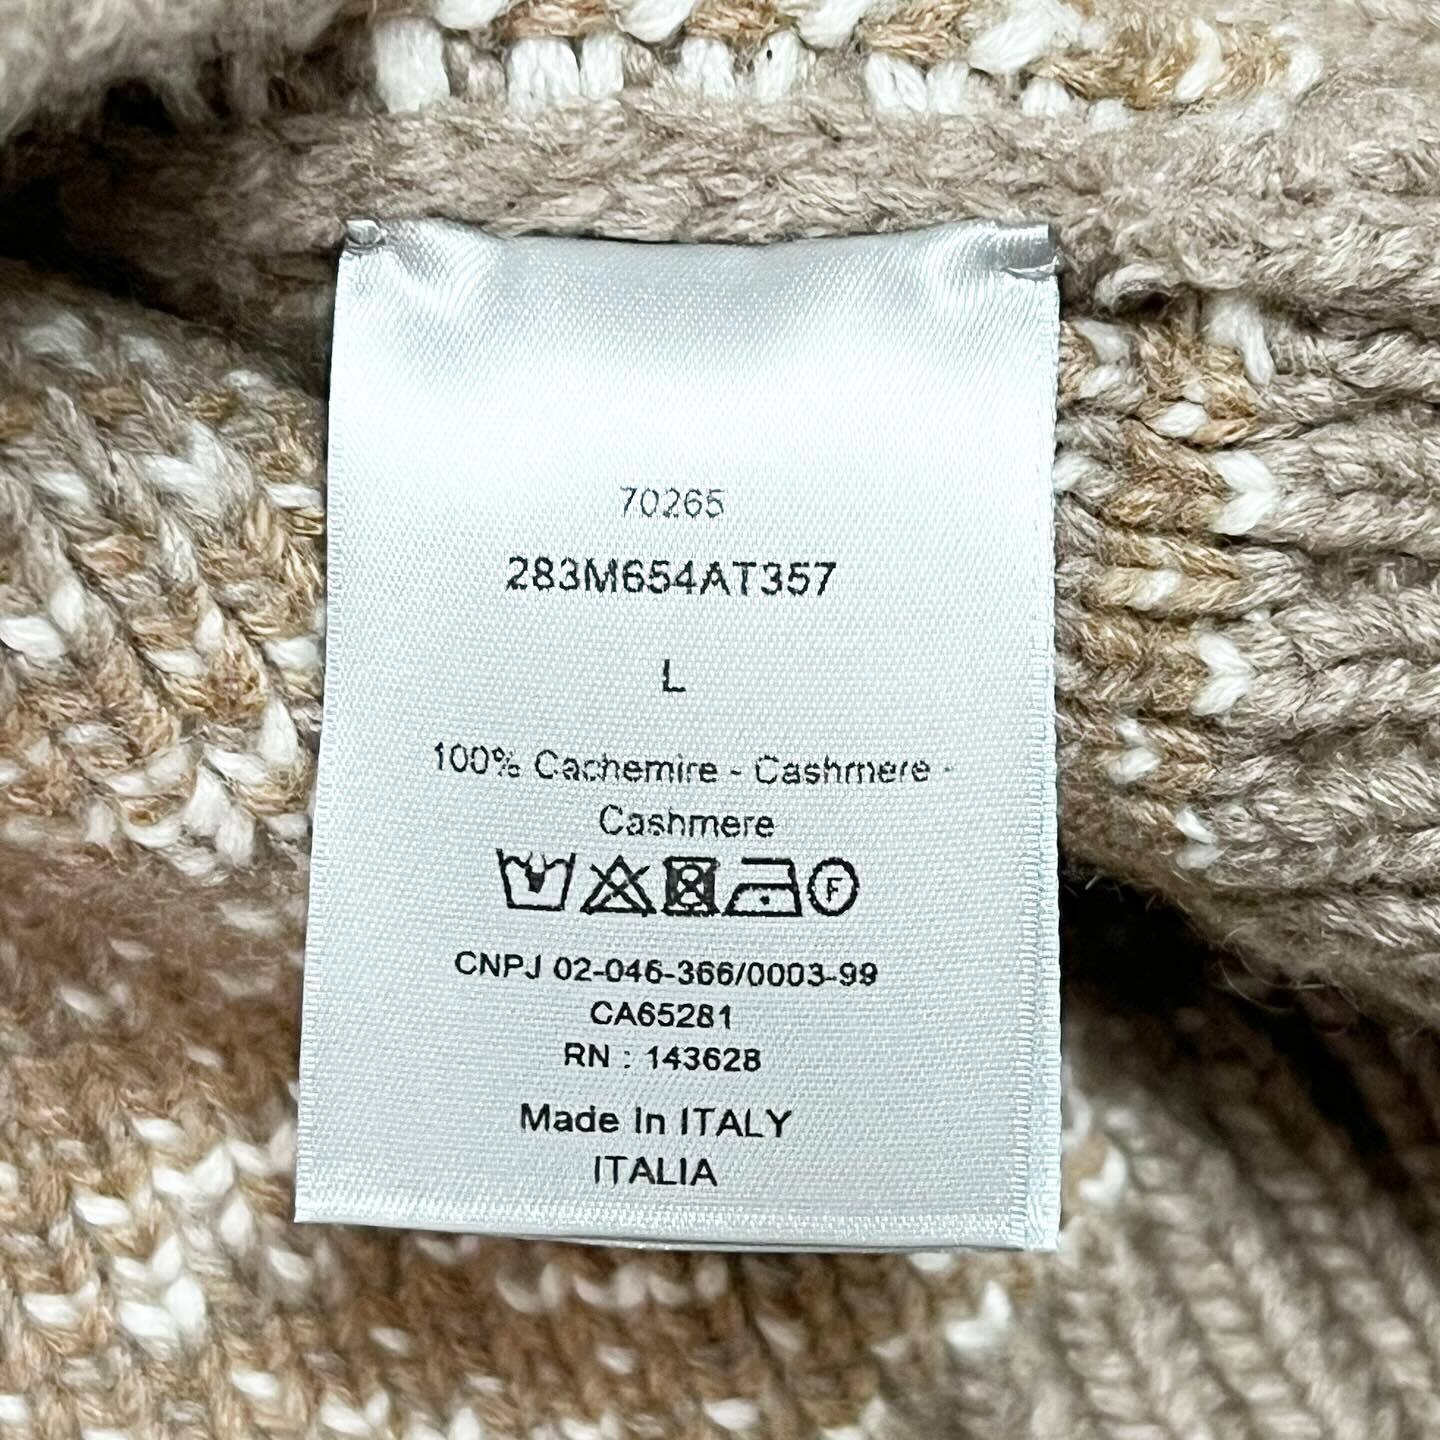 70265
283M654AT357
L
100% Cachemire - Cashmere -
Cashmere
F
CNPJ 02-046-366/0003-99
CA65281
RN : 143628
Made In ITALY
ITALIA